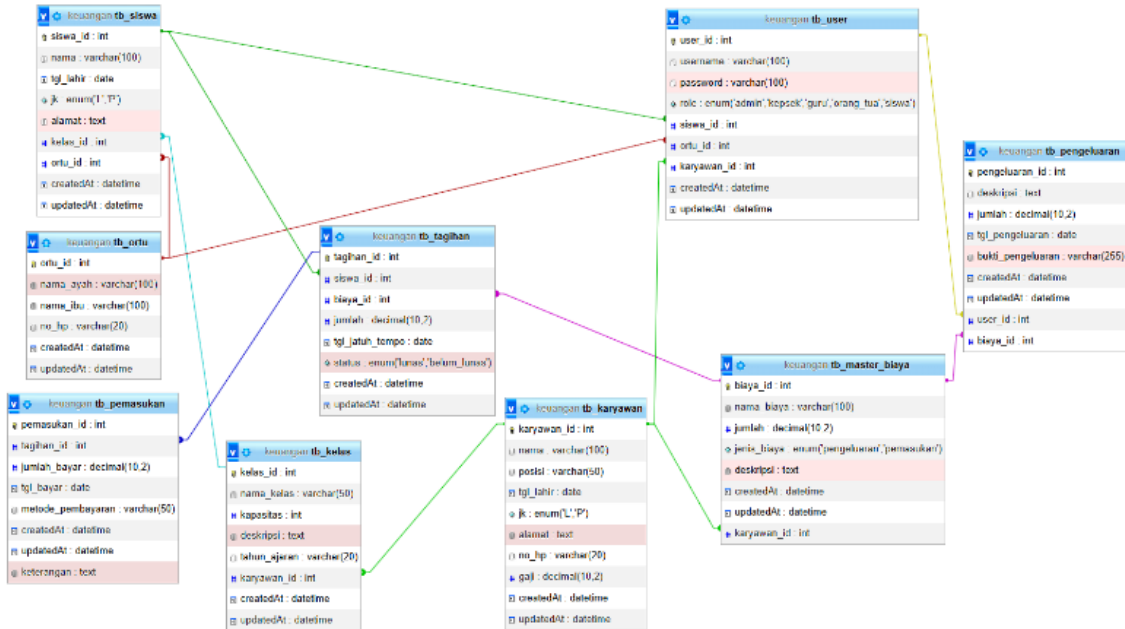 keuangan tb_siswa
siswa_id : int
nama : varchar(100)
tgl_lahir : date
jk : enum('L','P')
alamat : text
kelas_id : int
ortu_id : int
createdAt : datetime
updatedAt : datetime
keuangan tb_user
user_id : int
username : varchar(100)
password : varchar(100)
role : enum('admin','kepsek','guru','orang_tua','siswa')
siswa_id : int
ortu_id : int
karyawan_id : int
createdAt : datetime
updatedAt : datetime
keuangan tb_pengeluaran
pengeluaran_id : int
deskripsi : text
jumlah : decimal(10,2)
tgl_pengeluaran : date
bukti_pengeluaran : varchar(255)
createdAt : datetime
updatedAt : datetime
user_id : int
biaya_id : int
keuangan tb_ortu
ortu_id : int
nama_ayah : varchar(100)
nama_ibu : varchar(100)
no_hp : varchar(20)
createdAt : datetime
updatedAt : datetime
keuangan tb_tagihan
tagihan_id : int
siswa_id : int
biaya_id : int
jumlah : decimal(10,2)
tgl_jatuh_tempo : date
status : enum('lunas','belum_lunas')
createdAt : datetime
updatedAt : datetime
keuangan tb_master_biaya
biaya_id : int
nama_biaya : varchar(100)
jumlah : decimal(10,2)
jenis_biaya : enum('pengeluaran','pemasukan')
deskripsi : text
createdAt : datetime
updatedAt : datetime
karyawan_id : int
keuangan tb_pemasukan
pemasukan_id : int
tagihan_id : int
jumlah_bayar : decimal(10,2)
tgl_bayar : date
metode_pembayaran : varchar(50)
createdAt : datetime
updatedAt : datetime
keterangan : text
keuangan tb_kelas
kelas_id : int
nama_kelas : varchar(50)
kapasitas : int
deskripsi : text
tahun_ajaran : varchar(20)
karyawan_id : int
createdAt : datetime
updatedAt : datetime
keuangan tb_karyawan
karyawan_id : int
nama : varchar(100)
posisi : varchar(50)
tgl_lahir : date
jk : enum('L','P')
alamat : text
no_hp : varchar(20)
gaji : decimal(10,2)
createdAt : datetime
updatedAt : datetime